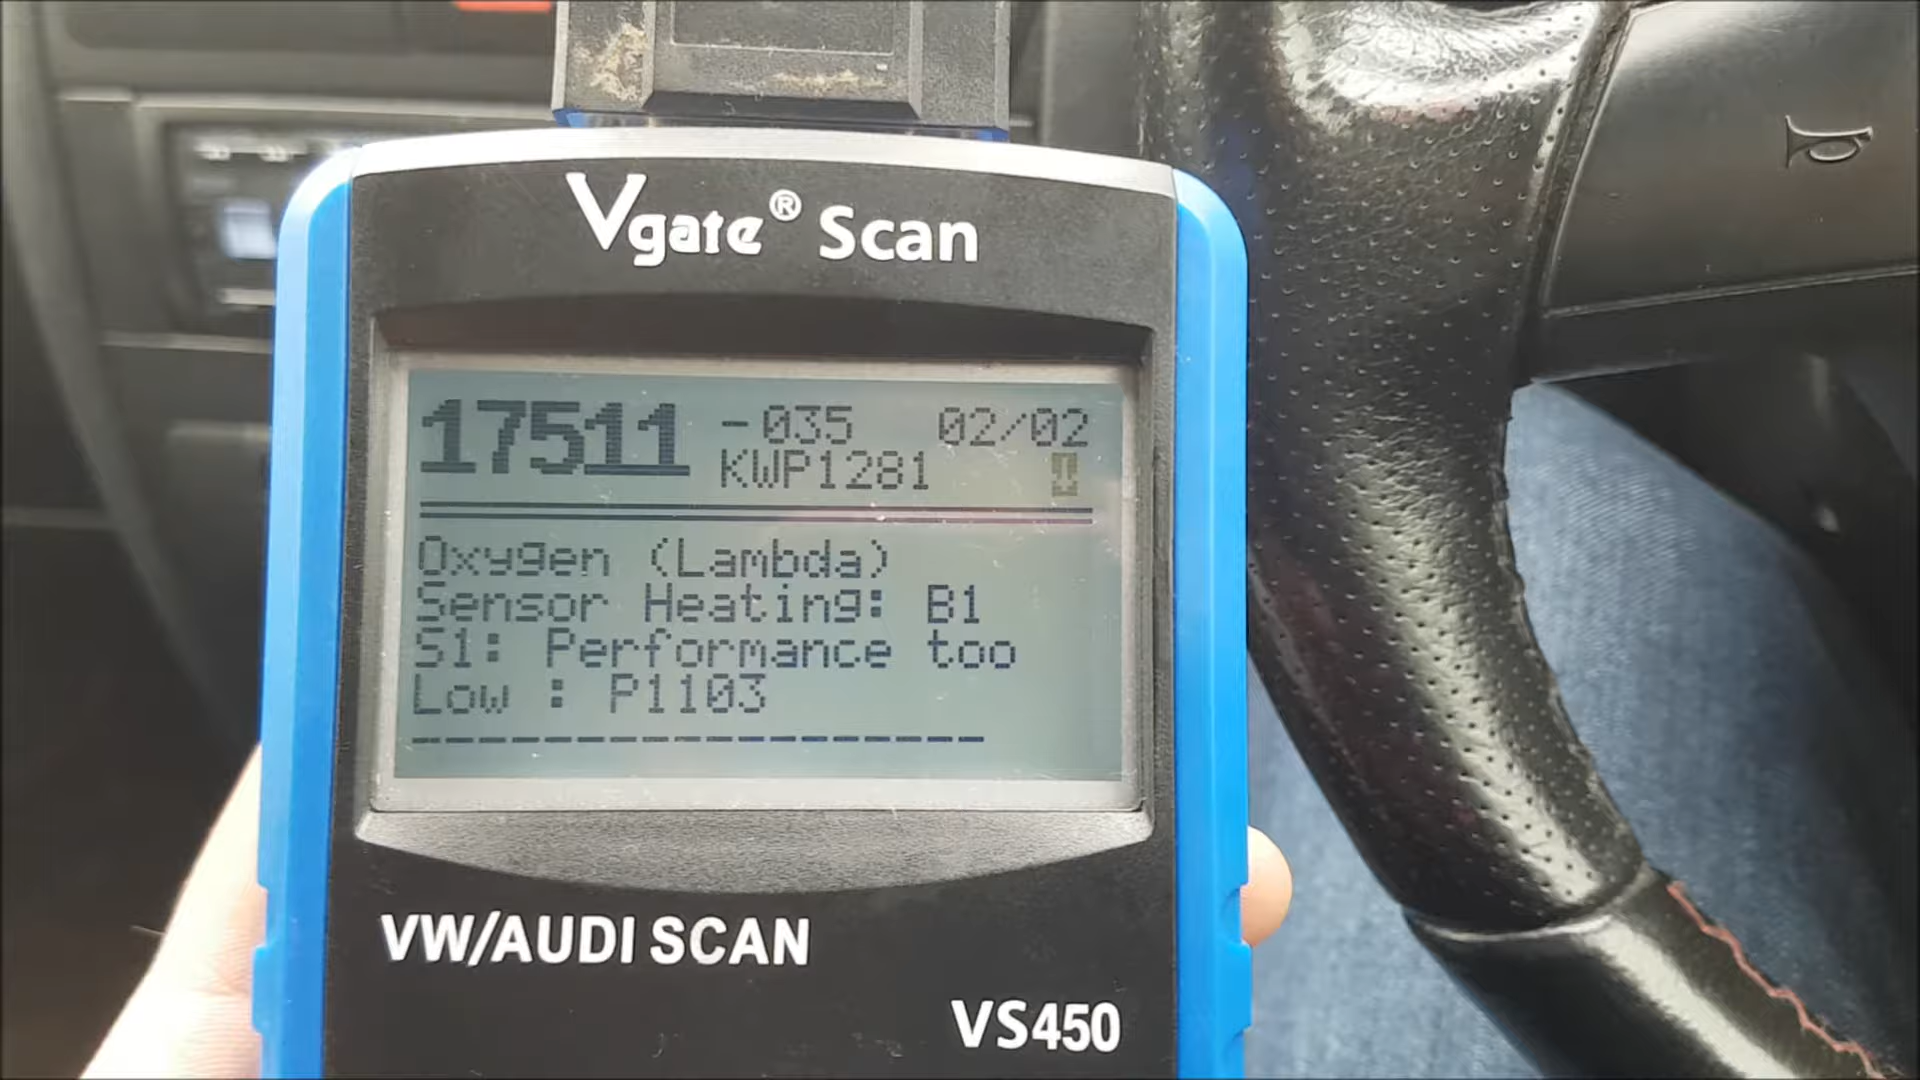 Vgate® Scan
17511 -035 02/02
KWP1281
Oxygen (Lambda)
Sensor Heating: B1
S1: Performance too
Low : P1103
--------------------
VW/AUDI SCAN
VS450